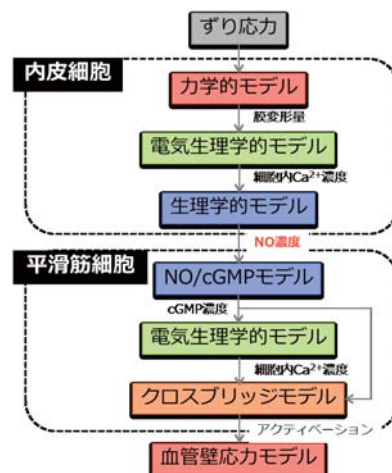 ずり応力
内皮細胞
力学的モデル
膜変形量
電気生理学的モデル
細胞内Ca²⁺濃度
生理学的モデル
NO濃度
平滑筋細胞
NO/cGMPモデル
cGMP濃度
電気生理学的モデル
細胞内Ca²⁺濃度
クロスブリッジモデル
アクティベーション
血管壁応力モデル